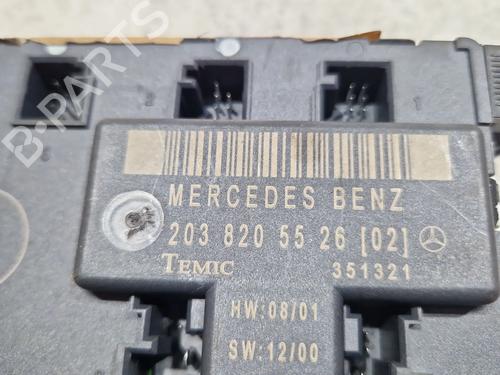 MERCEDES BENZ
203 820 55 26 [02]
TEMIC 351321
HW:08/01
SW:12/00
B-PARTS